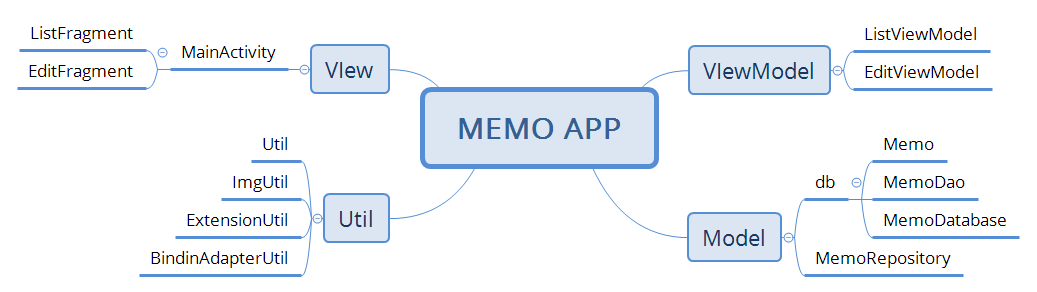 MEMO APP
VIew
MainActivity
ListFragment
EditFragment
Util
Util
ImgUtil
ExtensionUtil
BindinAdapterUtil
VIewModel
ListViewModel
EditViewModel
Model
db
Memo
MemoDao
MemoDatabase
MemoRepository